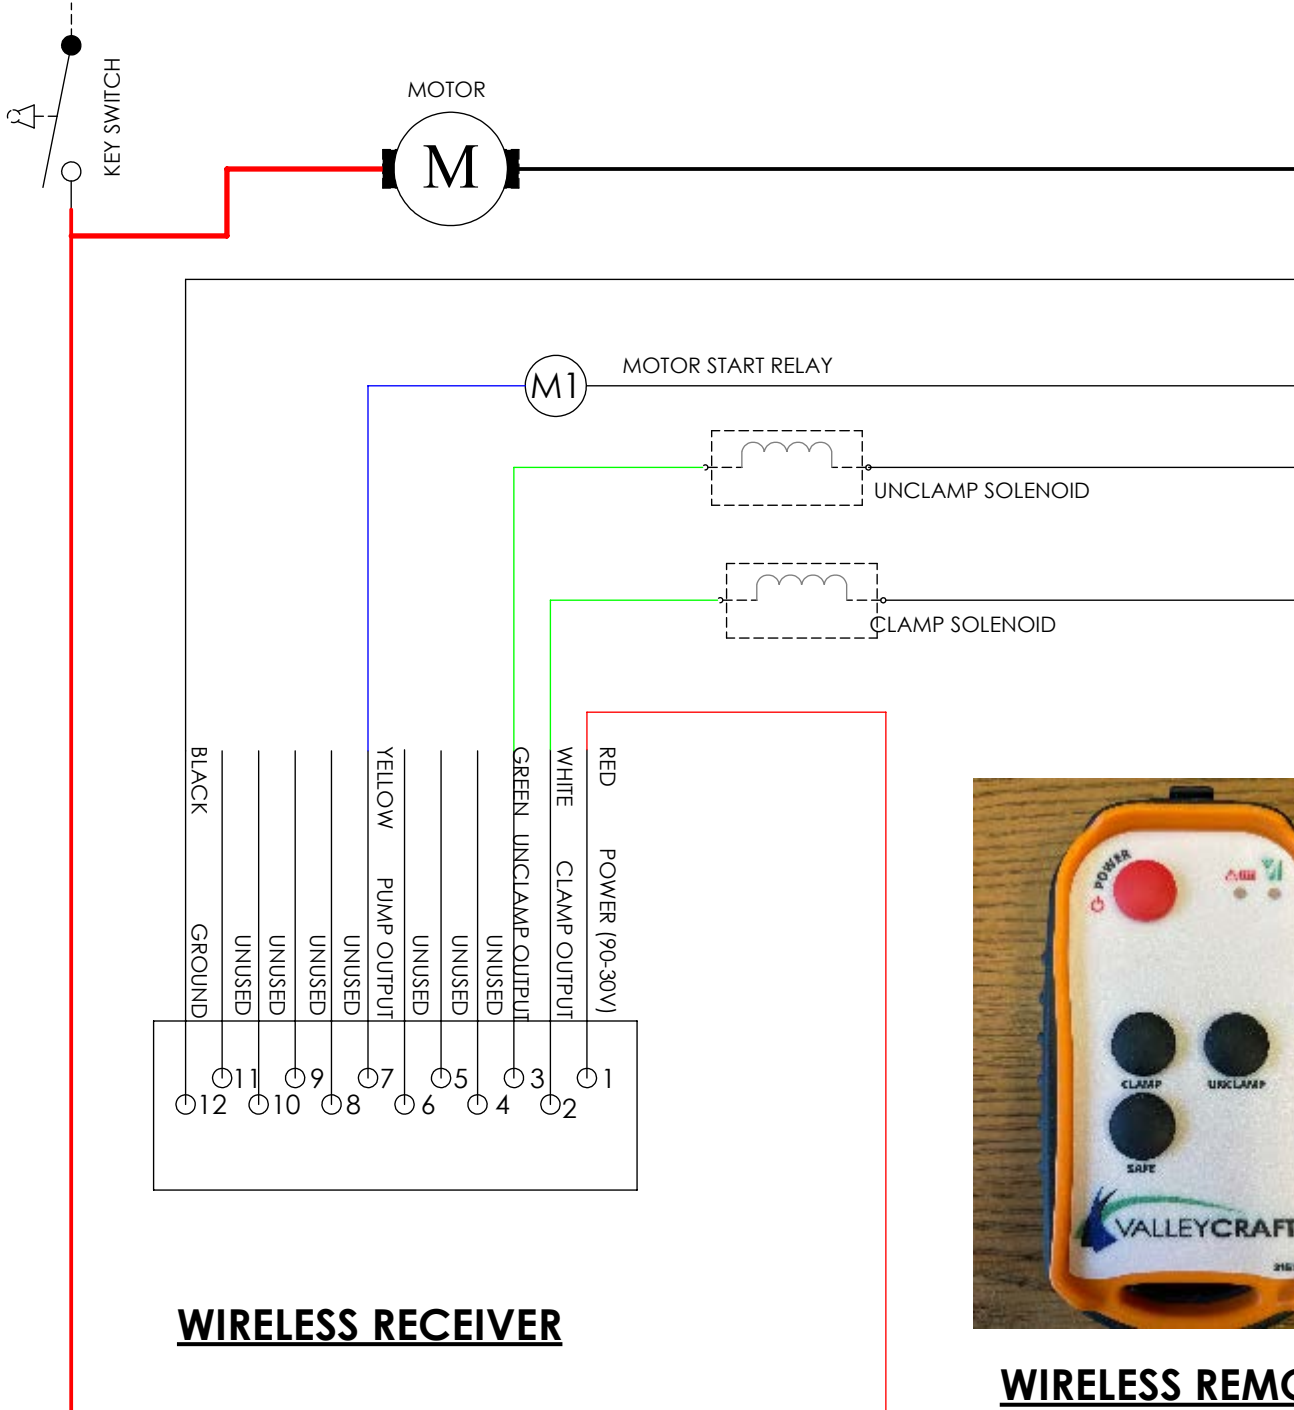 KEY SWITCH
MOTOR
M
M1
MOTOR START RELAY
UNCLAMP SOLENOID
CLAMP SOLENOID
BLACK GROUND
UNUSED
UNUSED
UNUSED
UNUSED
YELLOW PUMP OUTPUT
UNUSED
UNUSED
UNUSED
GREEN UNCLAMP OUTPUT
WHITE CLAMP OUTPUT
RED POWER (90-30V)
11 9 7 5 3 1
12 10 8 6 4 2
WIRELESS RECEIVER
POWER
CLAMP UNCLAMP
SAFE
VALLEYCRAFT
WIRELESS REMO